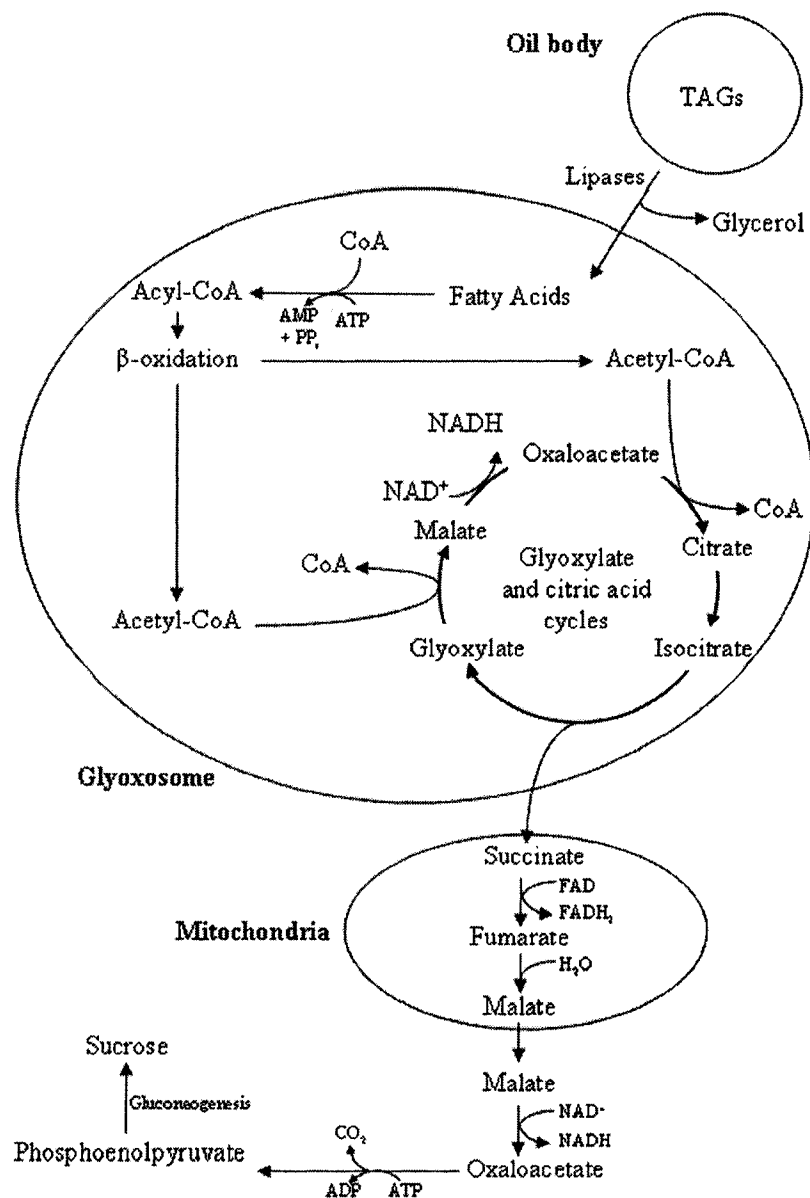 Oil body
TAGs
Lipases
Glycerol
CoA
Acyl-CoA
Fatty Acids
AMP
+ PPi
ATP
β-oxidation
Acetyl-CoA
NADH
Oxaloacetate
NAD+
CoA
Malate
Citrate
CoA
Glyoxylate
and citric acid
cycles
Acetyl-CoA
Glyoxylate
Isocitrate
Glyoxosome
Succinate
FAD
FADH2
Mitochondria
Fumarate
H2O
Malate
Sucrose
Malate
Gluconeogenesis
NAD+
NADH
CO2
Phosphoenolpyruvate
Oxaloacetate
ADP
ATP